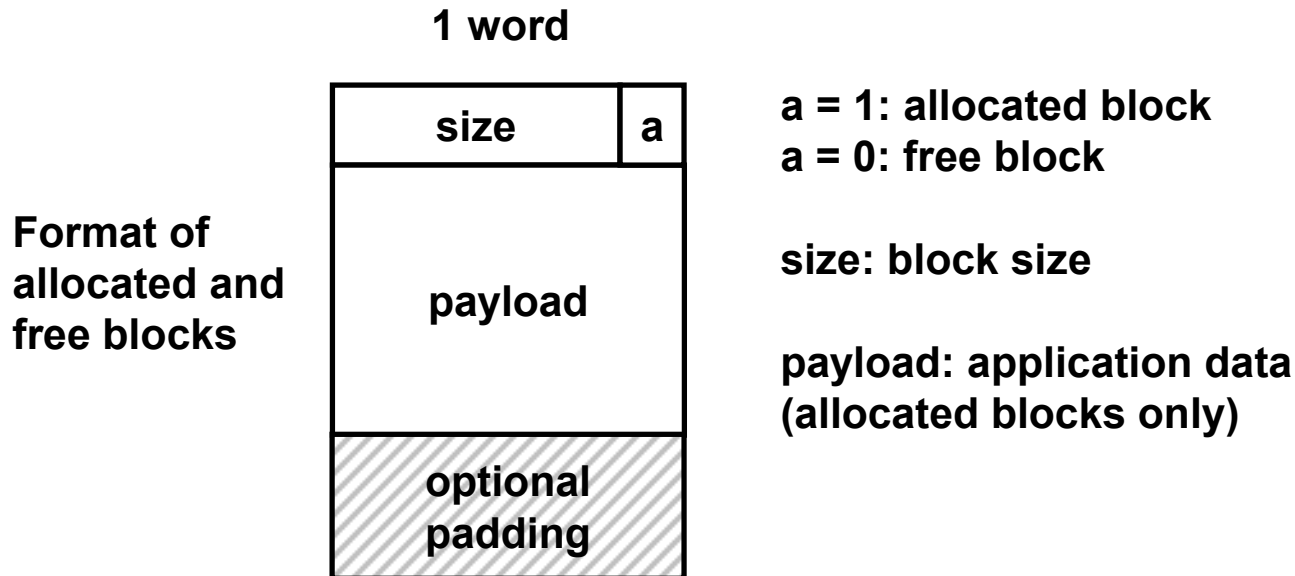 1 word
size
a
a = 1: allocated block
a = 0: free block
Format of
allocated and
free blocks
payload
size: block size
payload: application data
(allocated blocks only)
optional
padding